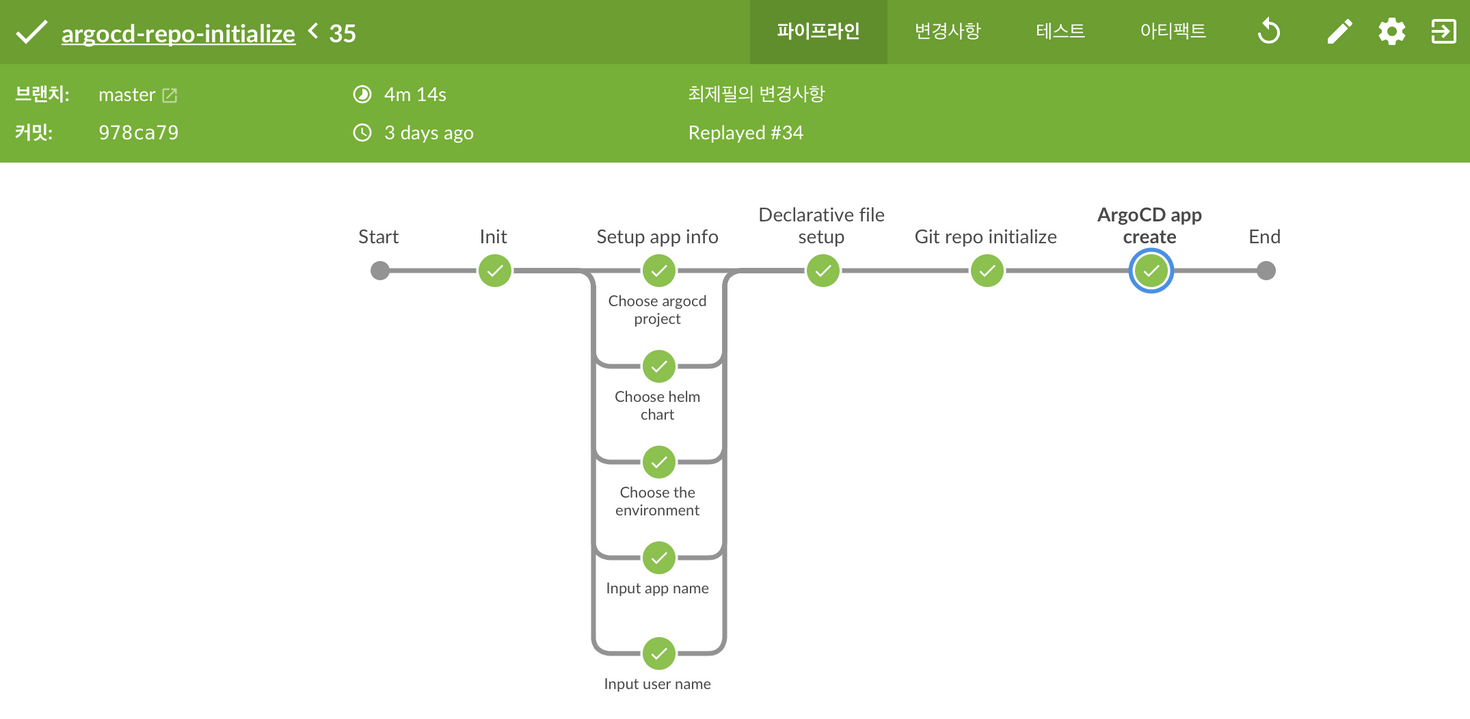 argocd-repo-initialize < 35
파이프라인 변경사항 테스트 아티팩트
브랜치: master 4m 14s 최제필의 변경사항
커밋: 978ca79 3 days ago Replayed #34
Start Init Setup app info Declarative file
setup Git repo initialize ArgoCD app
create End
Choose argocd
project
Choose helm
chart
Choose the
environment
Input app name
Input user name